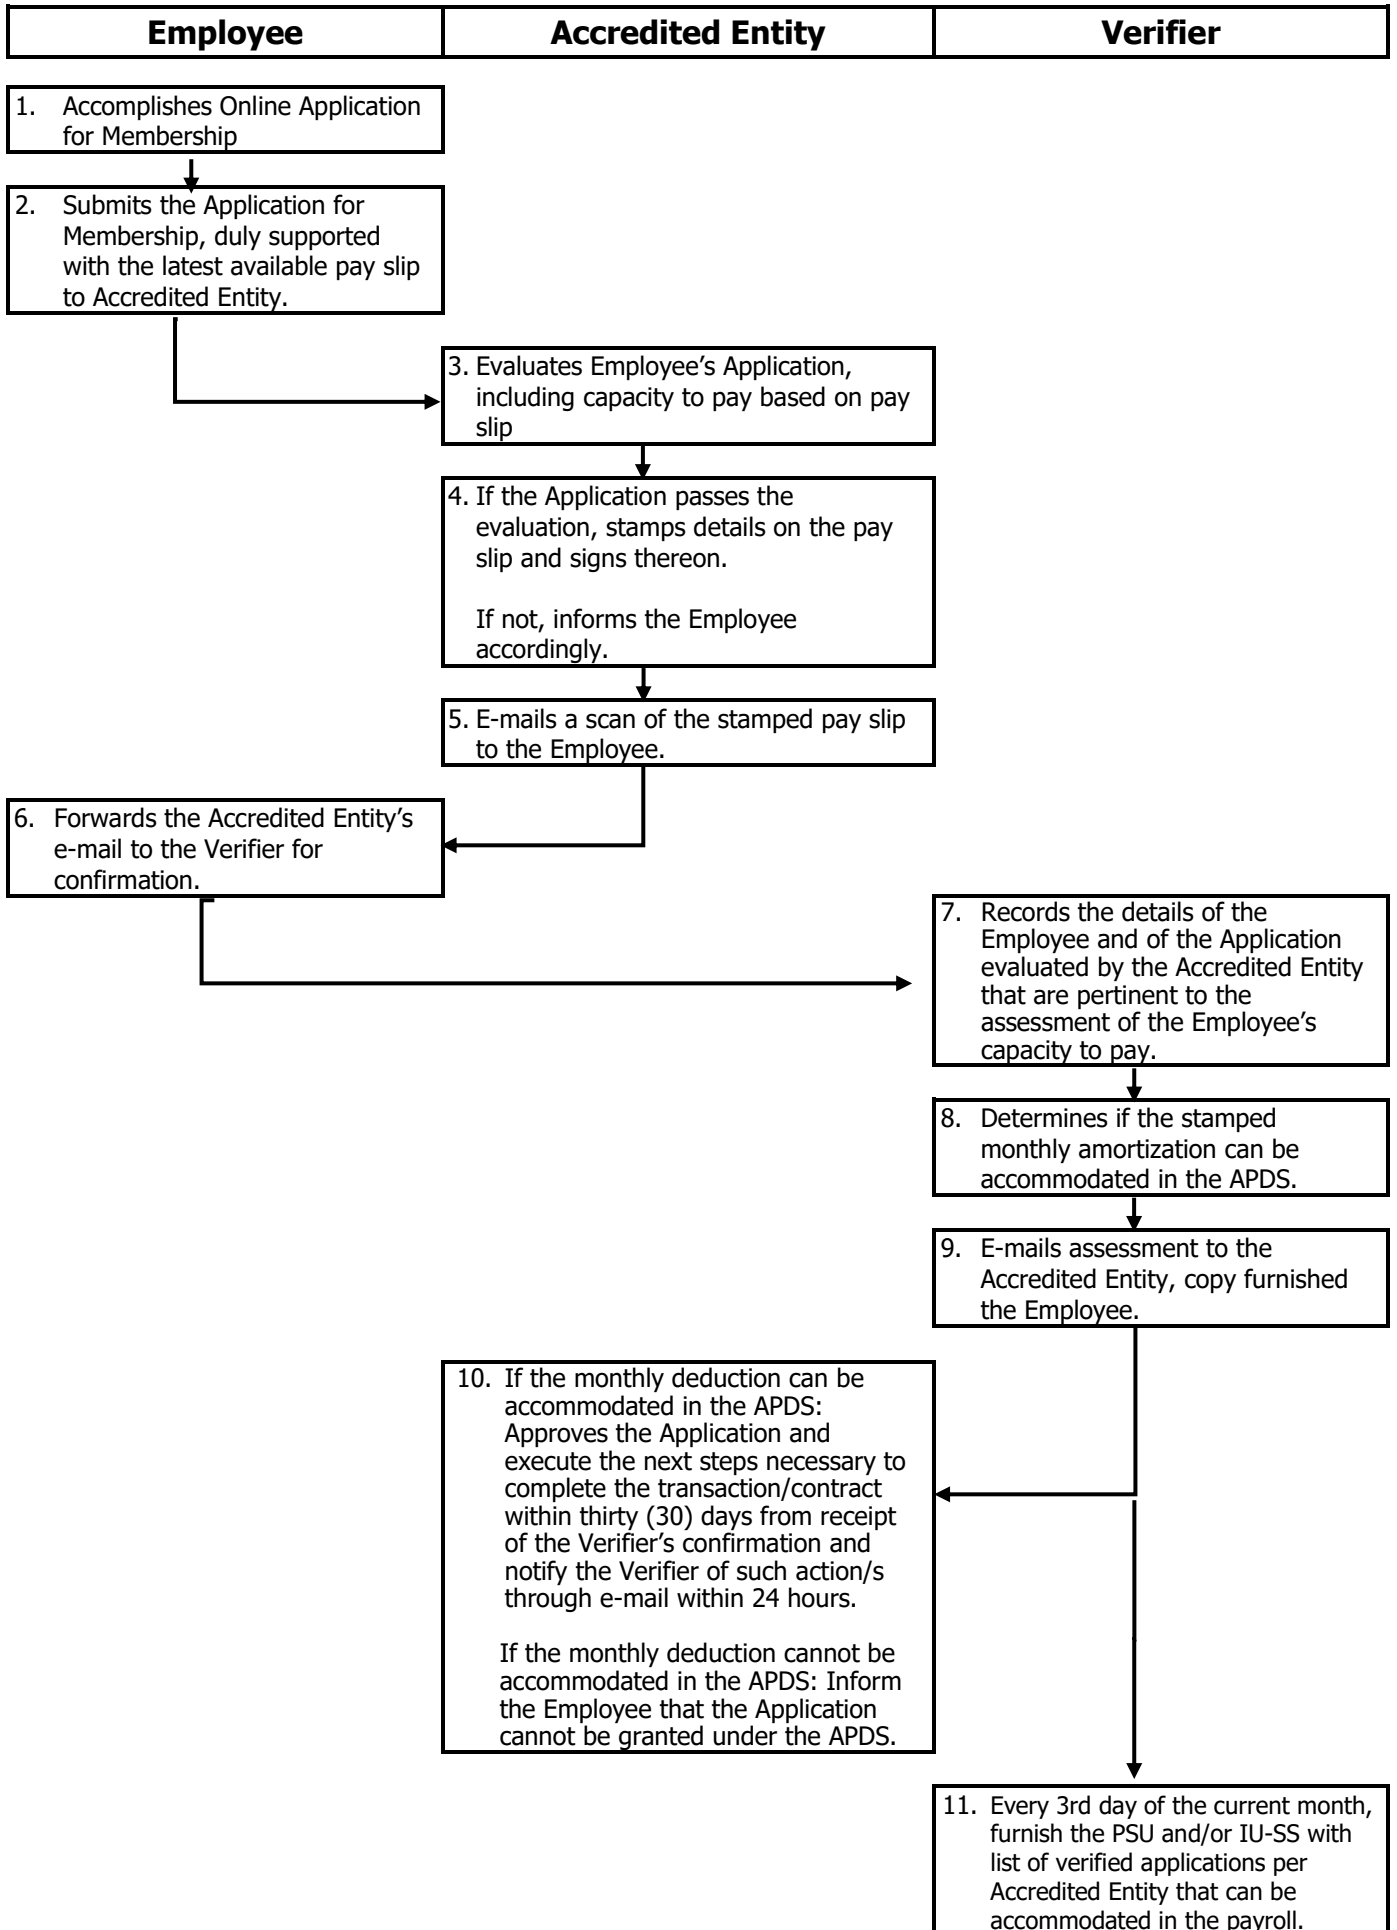 Employee
Accredited Entity
Verifier
1. Accomplishes Online Application
for Membership
2. Submits the Application for
Membership, duly supported
with the latest available pay slip
to Accredited Entity.
3. Evaluates Employee’s Application,
including capacity to pay based on pay
slip
4. If the Application passes the
evaluation, stamps details on the pay
slip and signs thereon.
If not, informs the Employee
accordingly.
5. E-mails a scan of the stamped pay slip
to the Employee.
6. Forwards the Accredited Entity’s
e-mail to the Verifier for
confirmation.
7. Records the details of the
Employee and of the Application
evaluated by the Accredited Entity
that are pertinent to the
assessment of the Employee’s
capacity to pay.
8. Determines if the stamped
monthly amortization can be
accommodated in the APDS.
9. E-mails assessment to the
Accredited Entity, copy furnished
the Employee.
10. If the monthly deduction can be
accommodated in the APDS:
Approves the Application and
execute the next steps necessary to
complete the transaction/contract
within thirty (30) days from receipt
of the Verifier’s confirmation and
notify the Verifier of such action/s
through e-mail within 24 hours.
If the monthly deduction cannot be
accommodated in the APDS: Inform
the Employee that the Application
cannot be granted under the APDS.
11. Every 3rd day of the current month,
furnish the PSU and/or IU-SS with
list of verified applications per
Accredited Entity that can be
accommodated in the payroll.